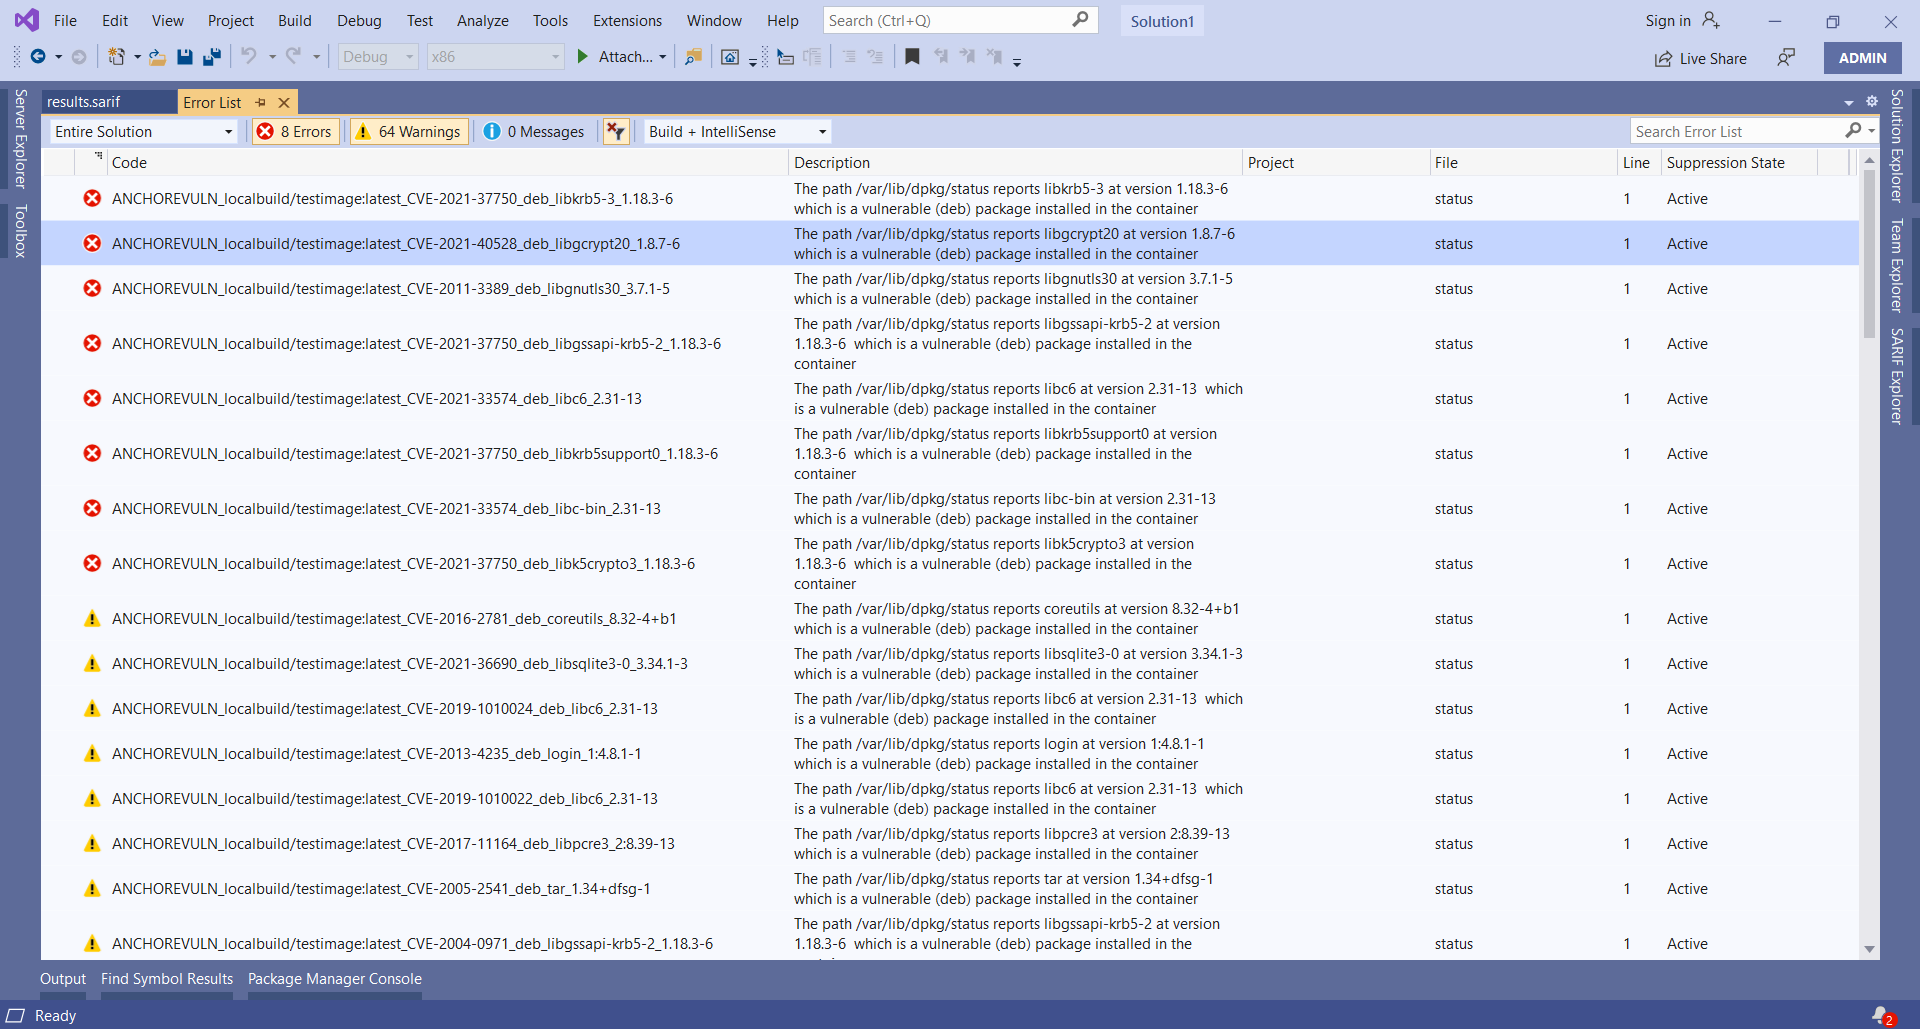 File Edit View Project Build Debug Test Analyze Tools Extensions Window Help Search (Ctrl+Q) Solution1 Sign in
Debug x86 Attach... Live Share ADMIN
Server Explorer
Toolbox
results.sarif Error List
Entire Solution 8 Errors 64 Warnings 0 Messages Build + IntelliSense Search Error List
Code Description Project File Line Suppression State
ANCHOREVULN_localbuild/testimage:latest_CVE-2021-37750_deb_libkrb5-3_1.18.3-6
The path /var/lib/dpkg/status reports libkrb5-3 at version 1.18.3-6
which is a vulnerable (deb) package installed in the container
status 1 Active
ANCHOREVULN_localbuild/testimage:latest_CVE-2021-40528_deb_libgcrypt20_1.8.7-6
The path /var/lib/dpkg/status reports libgcrypt20 at version 1.8.7-6
which is a vulnerable (deb) package installed in the container
status 1 Active
ANCHOREVULN_localbuild/testimage:latest_CVE-2011-3389_deb_libgnutls30_3.7.1-5
The path /var/lib/dpkg/status reports libgnutls30 at version 3.7.1-5
which is a vulnerable (deb) package installed in the container
status 1 Active
ANCHOREVULN_localbuild/testimage:latest_CVE-2021-37750_deb_libgssapi-krb5-2_1.18.3-6
The path /var/lib/dpkg/status reports libgssapi-krb5-2 at version
1.18.3-6 which is a vulnerable (deb) package installed in the
container
status 1 Active
ANCHOREVULN_localbuild/testimage:latest_CVE-2021-33574_deb_libc6_2.31-13
The path /var/lib/dpkg/status reports libc6 at version 2.31-13 which
is a vulnerable (deb) package installed in the container
status 1 Active
ANCHOREVULN_localbuild/testimage:latest_CVE-2021-37750_deb_libkrb5support0_1.18.3-6
The path /var/lib/dpkg/status reports libkrb5support0 at version
1.18.3-6 which is a vulnerable (deb) package installed in the
container
status 1 Active
ANCHOREVULN_localbuild/testimage:latest_CVE-2021-33574_deb_libc-bin_2.31-13
The path /var/lib/dpkg/status reports libc-bin at version 2.31-13
which is a vulnerable (deb) package installed in the container
status 1 Active
ANCHOREVULN_localbuild/testimage:latest_CVE-2021-37750_deb_libk5crypto3_1.18.3-6
The path /var/lib/dpkg/status reports libk5crypto3 at version
1.18.3-6 which is a vulnerable (deb) package installed in the
container
status 1 Active
ANCHOREVULN_localbuild/testimage:latest_CVE-2016-2781_deb_coreutils_8.32-4+b1
The path /var/lib/dpkg/status reports coreutils at version 8.32-4+b1
which is a vulnerable (deb) package installed in the container
status 1 Active
ANCHOREVULN_localbuild/testimage:latest_CVE-2021-36690_deb_libsqlite3-0_3.34.1-3
The path /var/lib/dpkg/status reports libsqlite3-0 at version 3.34.1-3
which is a vulnerable (deb) package installed in the container
status 1 Active
ANCHOREVULN_localbuild/testimage:latest_CVE-2019-1010024_deb_libc6_2.31-13
The path /var/lib/dpkg/status reports libc6 at version 2.31-13 which
is a vulnerable (deb) package installed in the container
status 1 Active
ANCHOREVULN_localbuild/testimage:latest_CVE-2013-4235_deb_login_1:4.8.1-1
The path /var/lib/dpkg/status reports login at version 1:4.8.1-1
which is a vulnerable (deb) package installed in the container
status 1 Active
ANCHOREVULN_localbuild/testimage:latest_CVE-2019-1010022_deb_libc6_2.31-13
The path /var/lib/dpkg/status reports libc6 at version 2.31-13 which
is a vulnerable (deb) package installed in the container
status 1 Active
ANCHOREVULN_localbuild/testimage:latest_CVE-2017-11164_deb_libpcre3_2:8.39-13
The path /var/lib/dpkg/status reports libpcre3 at version 2:8.39-13
which is a vulnerable (deb) package installed in the container
status 1 Active
ANCHOREVULN_localbuild/testimage:latest_CVE-2005-2541_deb_tar_1.34+dfsg-1
The path /var/lib/dpkg/status reports tar at version 1.34+dfsg-1
which is a vulnerable (deb) package installed in the container
status 1 Active
ANCHOREVULN_localbuild/testimage:latest_CVE-2004-0971_deb_libgssapi-krb5-2_1.18.3-6
The path /var/lib/dpkg/status reports libgssapi-krb5-2 at version
1.18.3-6 which is a vulnerable (deb) package installed in the
status 1 Active
Solution Explorer
Team Explorer
SARIF Explorer
Output Find Symbol Results Package Manager Console
Ready 2